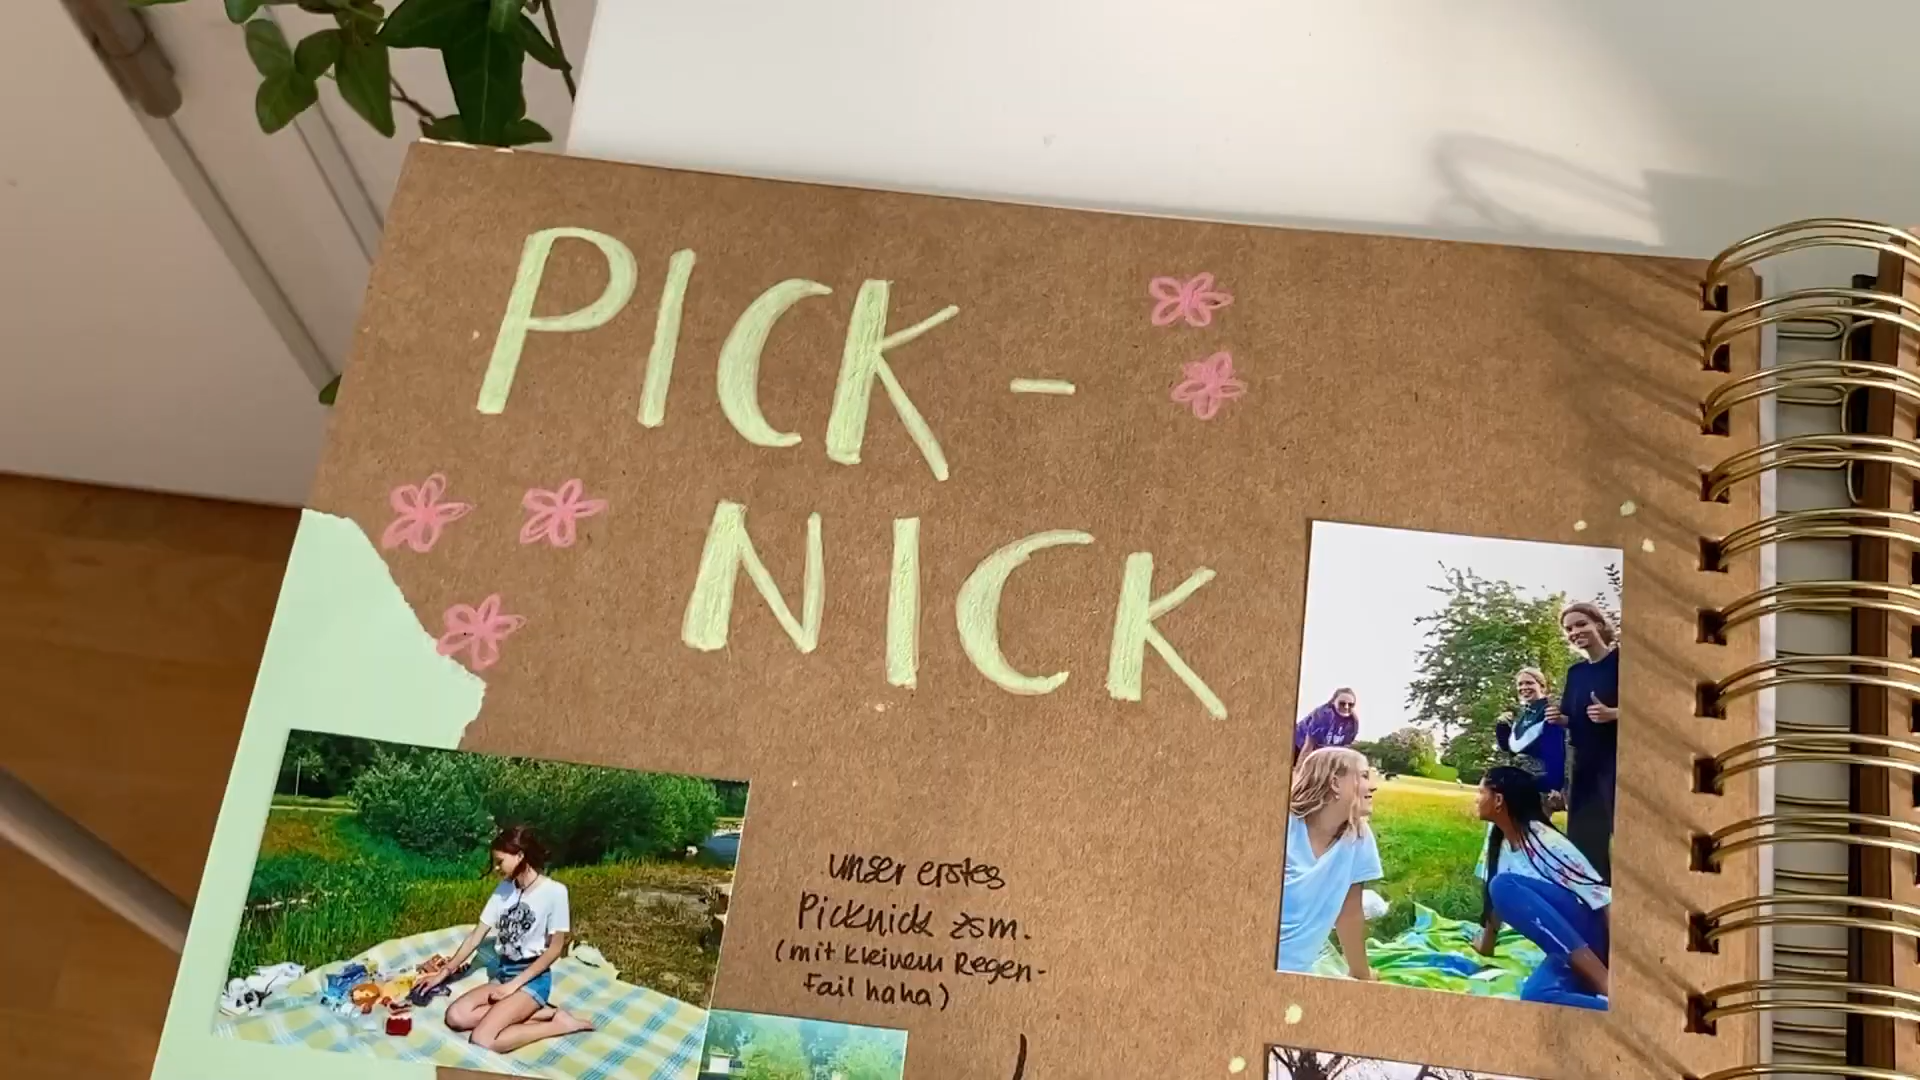 PICK-
NICK
unser erstes
Picknick zsm.
(mit kleinem Regen-
fail haha)